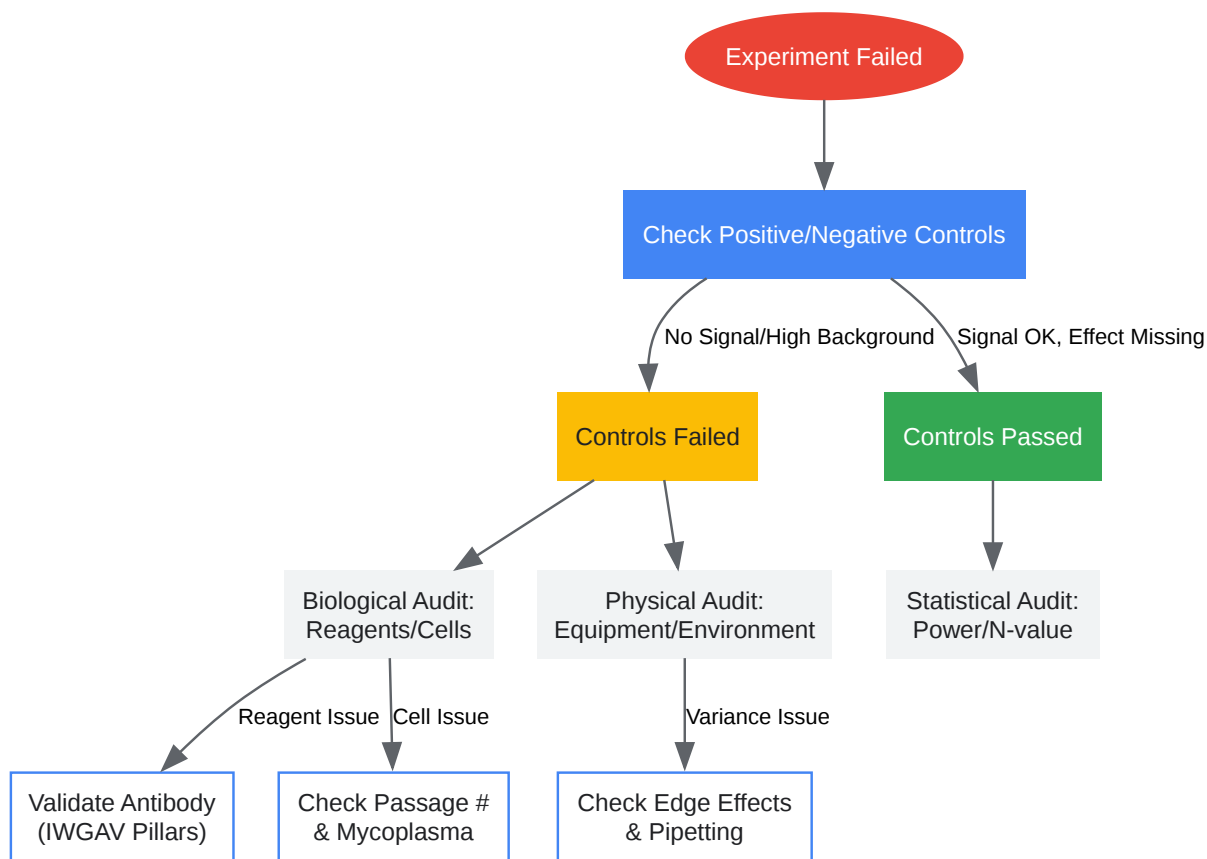 Experiment Failed
Check Positive/Negative Controls
No Signal/High Background
Signal OK, Effect Missing
Controls Failed
Controls Passed
Biological Audit:
Reagents/Cells
Physical Audit:
Equipment/Environment
Statistical Audit:
Power/N-value
Reagent Issue
Cell Issue
Variance Issue
Validate Antibody
(IWGAV Pillars)
Check Passage #
& Mycoplasma
Check Edge Effects
& Pipetting